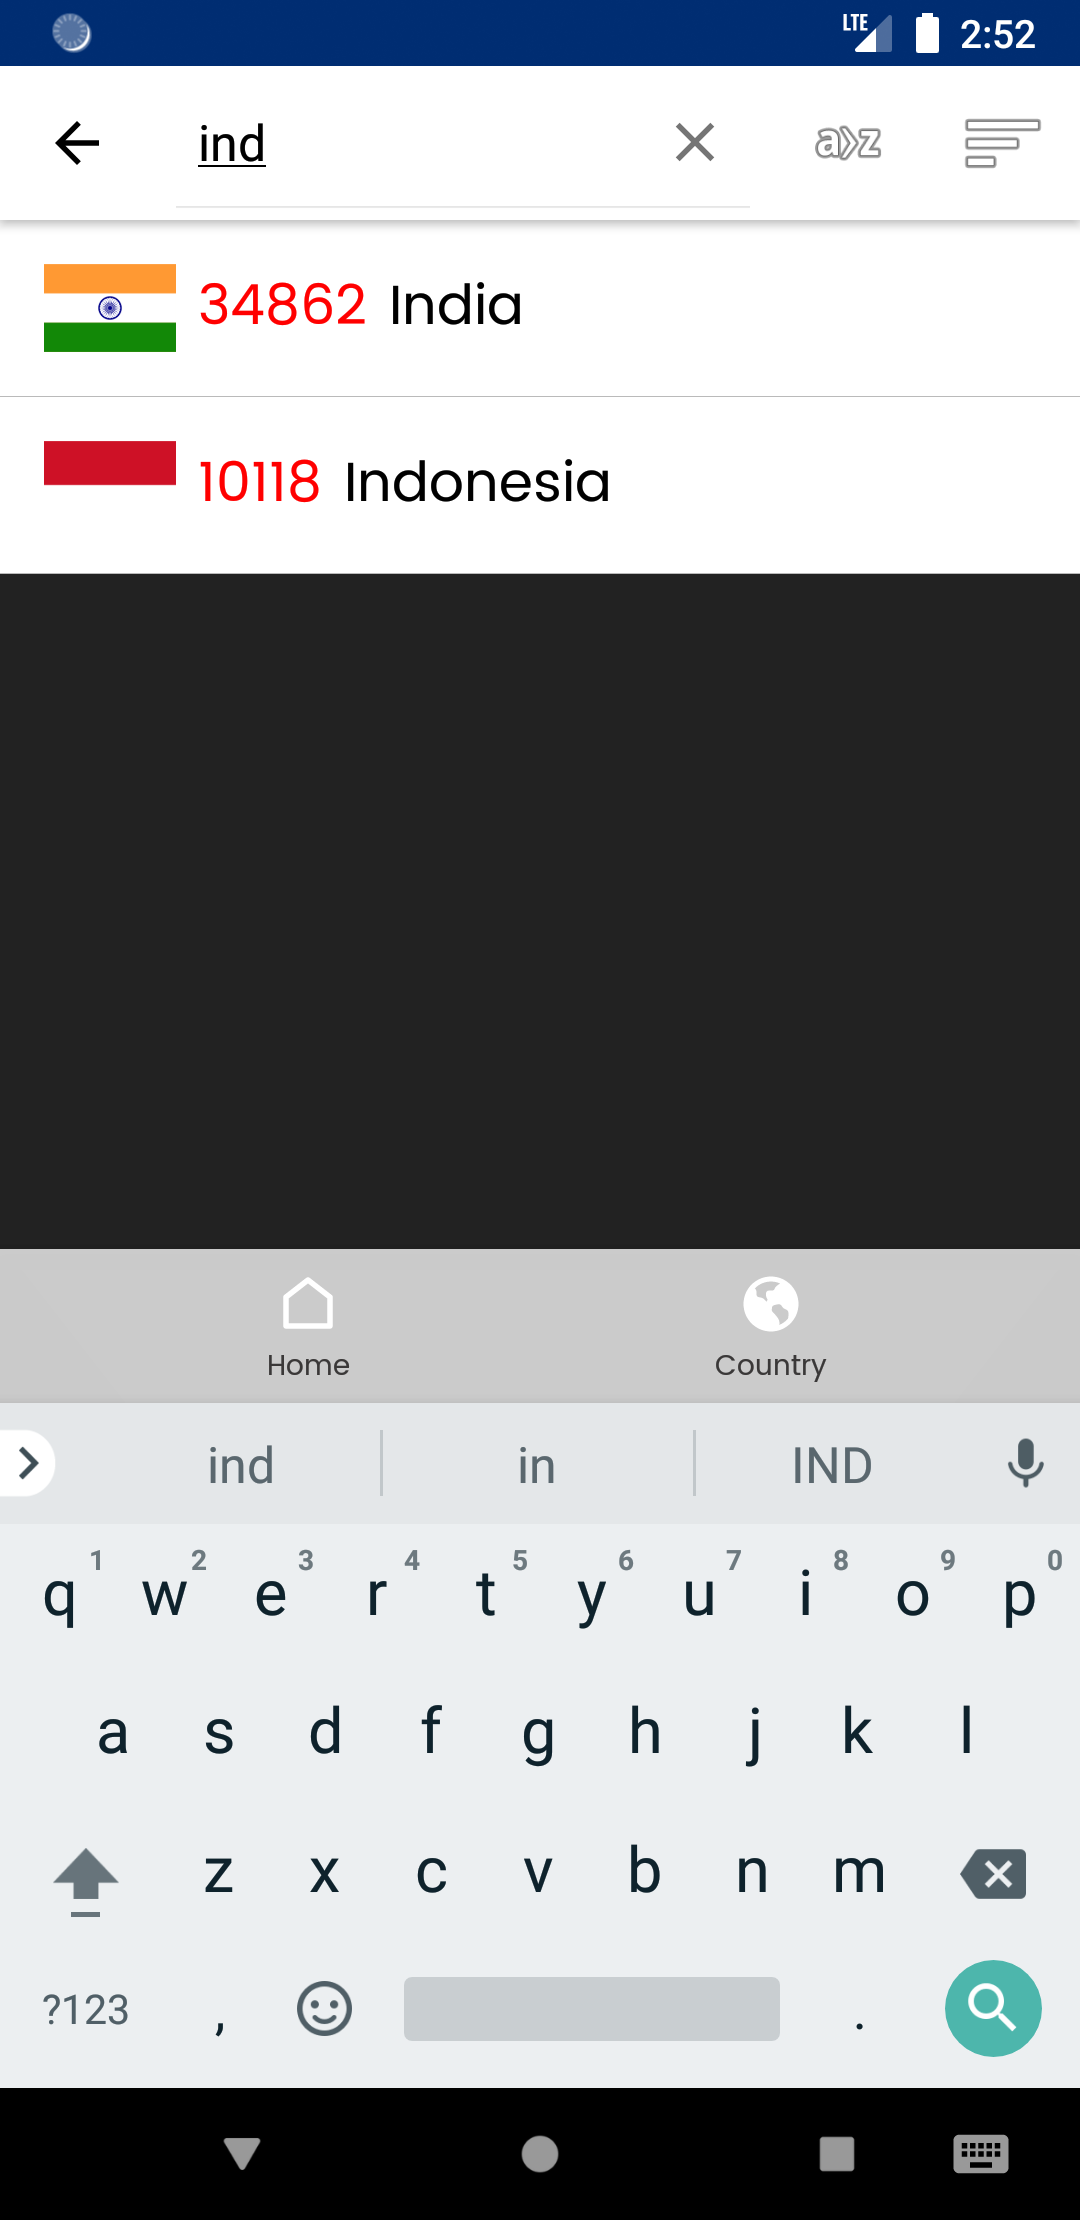 LTE 2:52
ind a>z
34862 India
10118 Indonesia
Home Country
ind in IND
1 2 3 4 5 6 7 8 9 0
q w e r t y u i o p
a s d f g h j k l
z x c v b n m
?123 , .